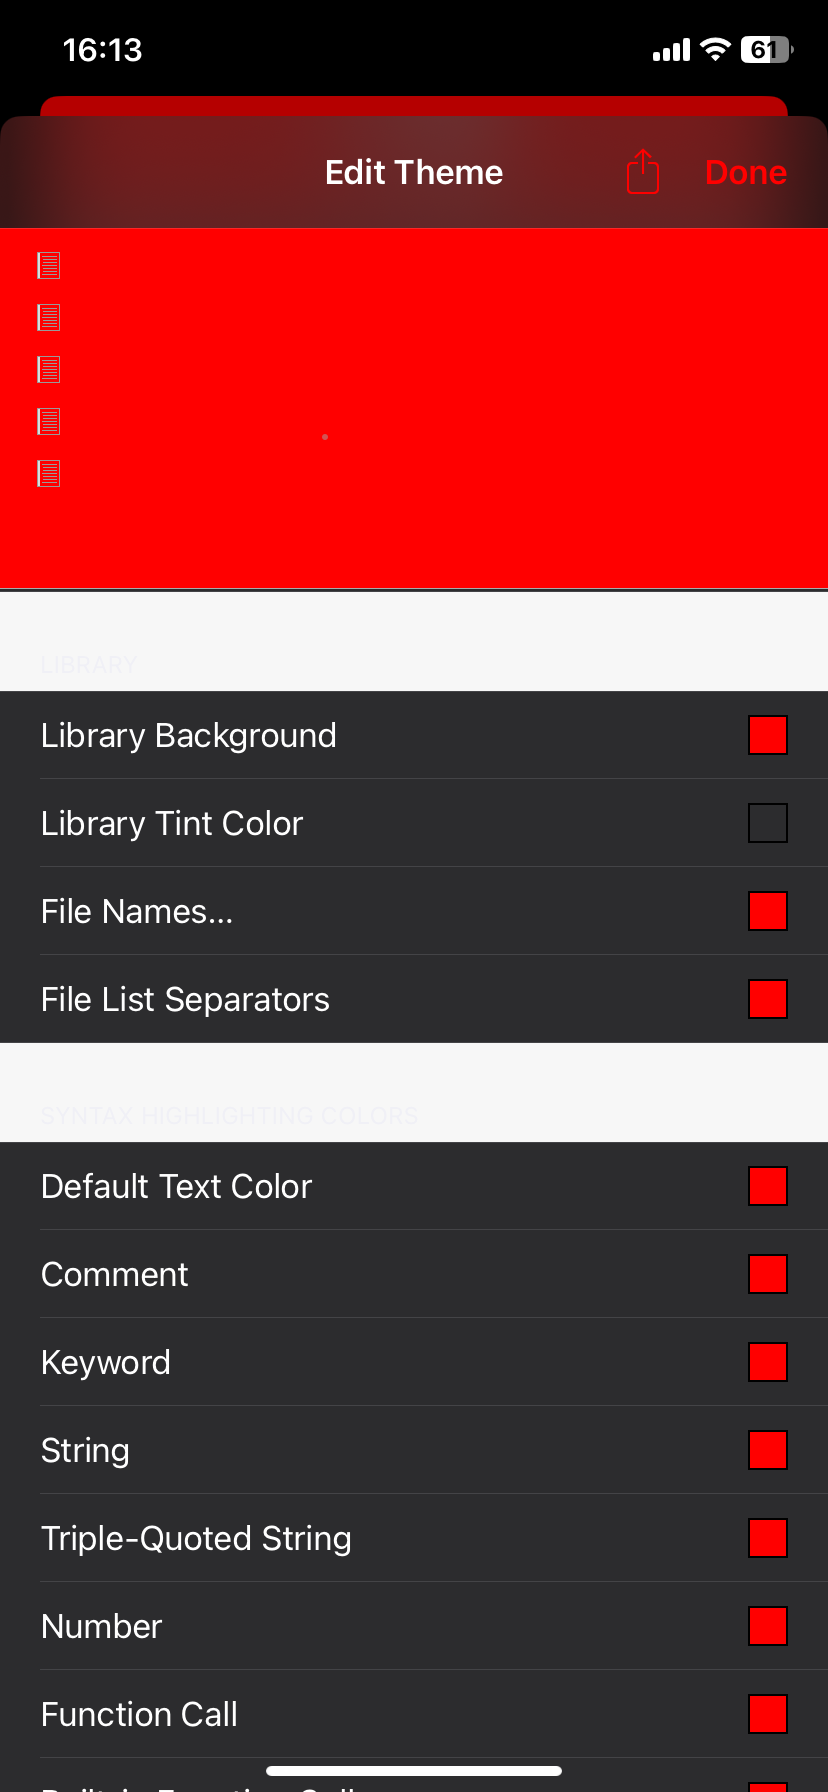 16:13
61
Edit Theme
Done
LIBRARY
Library Background
Library Tint Color
File Names...
File List Separators
SYNTAX HIGHLIGHTING COLORS
Default Text Color
Comment
Keyword
String
Triple-Quoted String
Number
Function Call